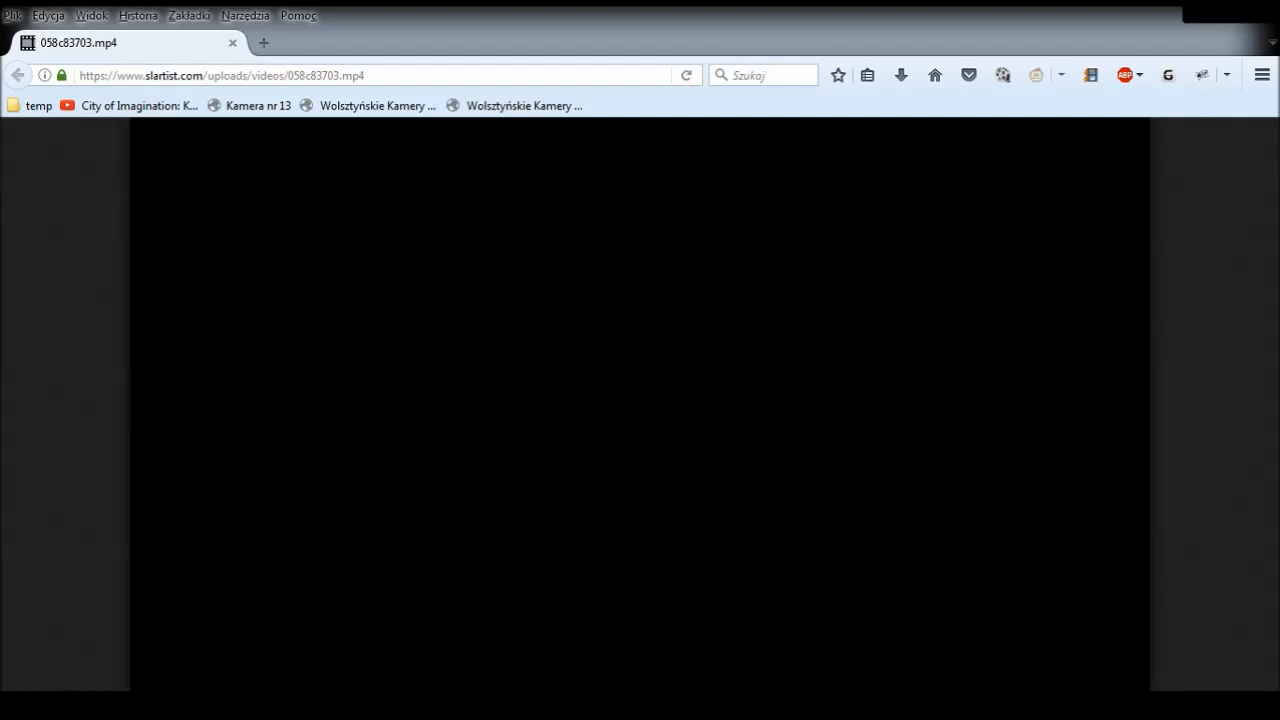 Plik Edycja Widok Historia Zakładki Narzędzia Pomoc
058c83703.mp4
https://www.slartist.com/uploads/videos/058c83703.mp4 Szukaj ABP G
temp City of Imagination: K... Kamera nr 13 Wolsztyńskie Kamery ... Wolsztyńskie Kamery ...